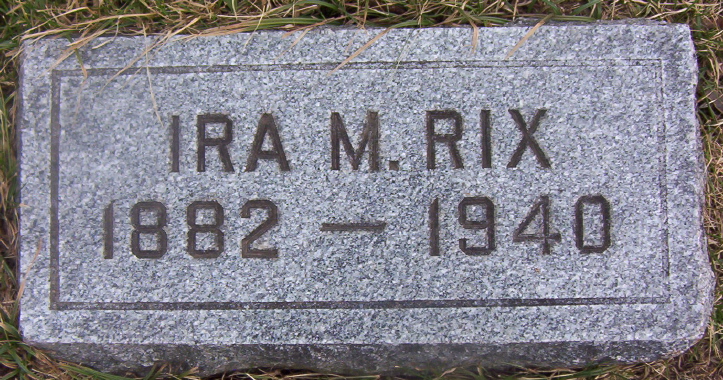 IRA M. RIX
1882 — 1940